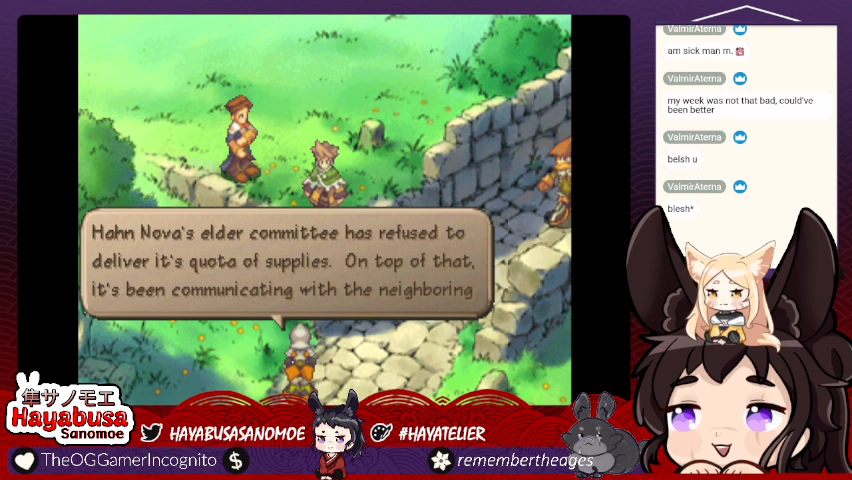 ValmirAterna
am sick man rn.
ValmirAterna
my week was not that bad, could've
been better
ValmirAterna
belsh u
ValmirAterna
blesh*
Hahn Nova's elder committee has refused to
deliver it's quota of supplies. On top of that,
it's been communicating with the neighboring
隼サノモエ
Hayabusa
Sanomoe
HAYABUSASANOMOE
#HAYATELIER
TheOGGamerIncognito
$
remembertheages